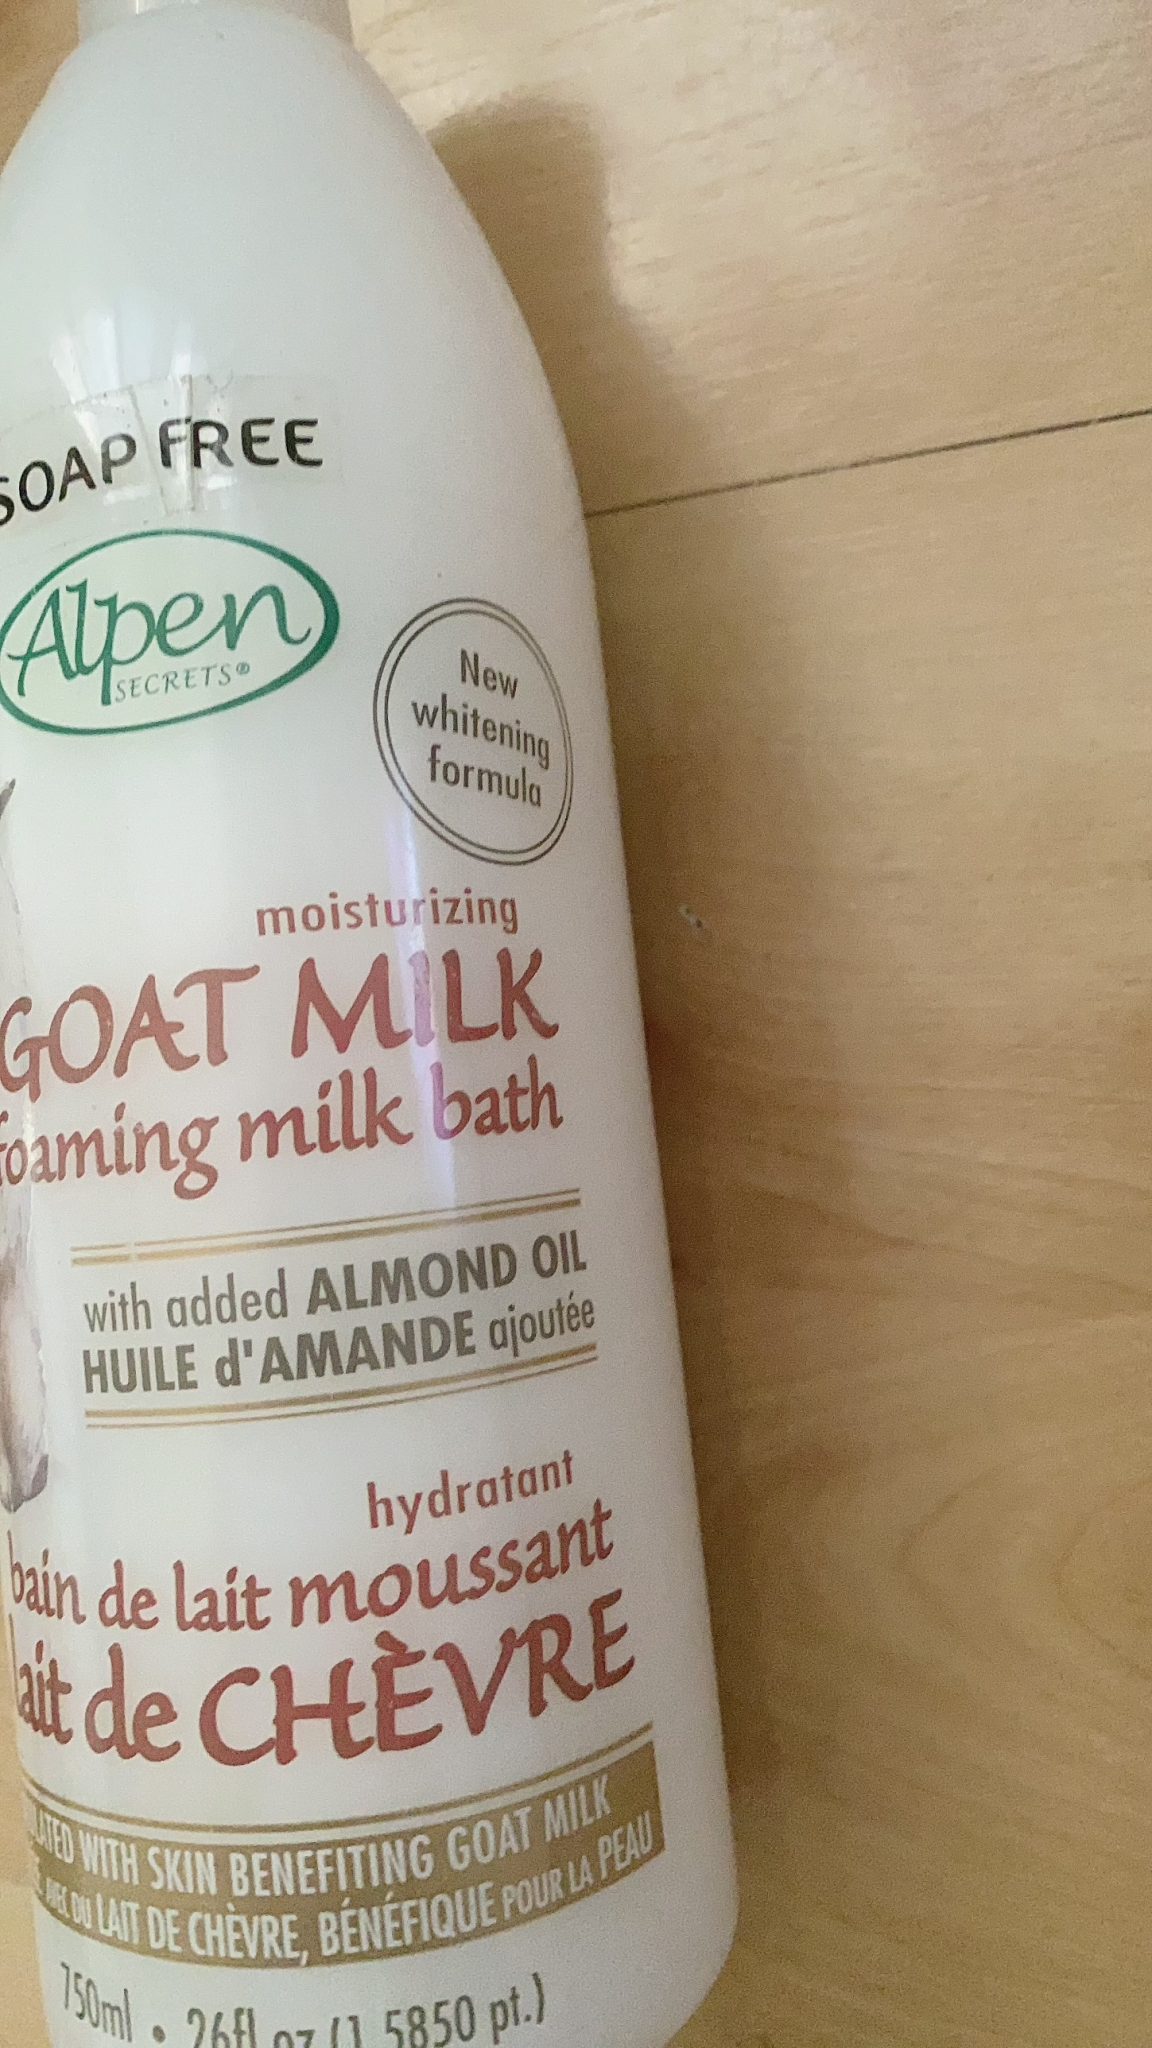 SOAP FREE
Alpen
SECRETS®
New
whitening
formula
moisturizing
GOAT MILK
foaming milk bath
with added ALMOND OIL
HUILE d'AMANDE ajoutée
hydratant
bain de lait moussant
lait de CHÈVRE
WITH SKIN BENEFITING GOAT MILK
AVEC DU LAIT DE CHÈVRE, BÉNÉFIQUE POUR LA PEAU
750ml • 26fl oz (1.5850 pt.)